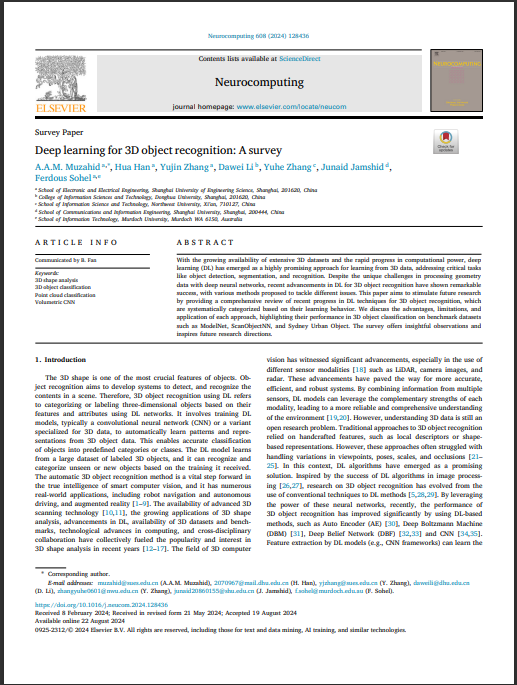 Neurocomputing 608 (2024) 128436
Contents lists available at ScienceDirect
Neurocomputing
journal homepage: www.elsevier.com/locate/neucom
ELSEVIER
NEUROCOMPUTING
Survey Paper
Deep learning for 3D object recognition: A survey
Check for updates
A.A.M. Muzahid a,*, Hua Han a, Yujin Zhang a, Dawei Li b, Yuhe Zhang c, Junaid Jamshid d,
Ferdous Sohel e
a School of Electronic and Electrical Engineering, Shanghai University of Engineering Science, Shanghai, 201620, China
b College of Information Sciences and Technology, Donghua University, Shanghai, 201620, China
c School of Information Science and Technology, Northwest University, Xi'an, 710127, China
d School of Communications and Information Engineering, Shanghai University, Shanghai, 200444, China
e School of Information Technology, Murdoch University, Murdoch WA 6150, Australia
ARTICLE INFO
Communicated by B. Fan
Keywords:
3D shape analysis
3D object classification
Point cloud classification
Volumetric CNN
ABSTRACT
With the growing availability of extensive 3D datasets and the rapid progress in computational power, deep
learning (DL) has emerged as a highly promising approach for learning from 3D data, addressing critical tasks
like object detection, segmentation, and recognition. Despite the unique challenges in processing geometry
data with deep neural networks, recent advancements in DL for 3D object recognition have shown remarkable
success, with various methods proposed to tackle different issues. This paper aims to stimulate future research
by providing a comprehensive review of recent progress in DL techniques for 3D object recognition, which
are systematically categorized based on their learning behavior. We discuss the advantages, limitations, and
application of each approach, highlighting their performance in 3D object classification on benchmark datasets
such as ModelNet, ScanObjectNN, and Sydney Urban Object. The survey offers insightful observations and
inspires future research directions.
1. Introduction
The 3D shape is one of the most crucial features of objects. Ob-
ject recognition aims to develop systems to detect, and recognize the
contents in a scene. Therefore, 3D object recognition using DL refers
to categorizing or labeling three-dimensional objects based on their
features and attributes using DL networks. It involves training DL
models, typically a convolutional neural network (CNN) or a variant
specialized for 3D data, to automatically learn patterns and repre-
sentations from 3D object data. This enables accurate classification
of objects into predefined categories or classes. The DL model learns
from a large dataset of labeled 3D objects, and it can recognize and
categorize unseen or new objects based on the training it received.
The automatic 3D object recognition method is a vital step forward in
the true intelligence of smart computer vision, and it has numerous
real-world applications, including robot navigation and autonomous
driving, and augmented reality [1–9]. The availability of advanced 3D
scanning technology [10,11], the growing applications of 3D shape
analysis, advancements in DL, availability of 3D datasets and bench-
marks, technological advances in computing, and cross-disciplinary
collaboration have collectively fueled the popularity and interest in
3D shape analysis in recent years [12–17]. The field of 3D computer
vision has witnessed significant advancements, especially in the use of
different sensor modalities [18] such as LiDAR, camera images, and
radar. These advancements have paved the way for more accurate,
efficient, and robust systems. By combining information from multiple
sensors, DL models can leverage the complementary strengths of each
modality, leading to a more reliable and comprehensive understanding
of the environment [19,20]. However, understanding 3D data is still an
open research problem. Traditional approaches to 3D object recognition
relied on handcrafted features, such as local descriptors or shape-
based representations. However, these approaches often struggled with
handling variations in viewpoints, poses, scales, and occlusions [21–
25]. In this context, DL algorithms have emerged as a promising
solution. Inspired by the success of DL algorithms in image process-
ing [26,27], research on 3D object recognition has evolved from the
use of conventional techniques to DL methods [5,28,29]. By leveraging
the power of these neural networks, recently, the performance of
3D object recognition has improved significantly by using DL-based
methods, such as Auto Encoder (AE) [30], Deep Boltzmann Machine
(DBM) [31], Deep Belief Network (DBF) [32,33] and CNN [34,35].
Feature extraction by DL models (e.g., CNN frameworks) can learn the
* Corresponding author.
E-mail addresses: muzahid@sues.edu.cn (A.A.M. Muzahid), 2070967@mail.dhu.edu.cn (H. Han), yjzhang@sues.edu.cn (Y. Zhang), daweili@dhu.edu.cn
(D. Li), zhangyuhe0601@nwu.edu.cn (Y. Zhang), junaid20860155@shu.edu.cn (J. Jamshid), f.sohel@murdoch.edu.au (F. Sohel).
https://doi.org/10.1016/j.neucom.2024.128436
Received 8 February 2024; Received in revised form 21 May 2024; Accepted 19 August 2024
Available online 22 August 2024
0925-2312/© 2024 Elsevier B.V. All rights are reserved, including those for text and data mining, AI training, and similar technologies.